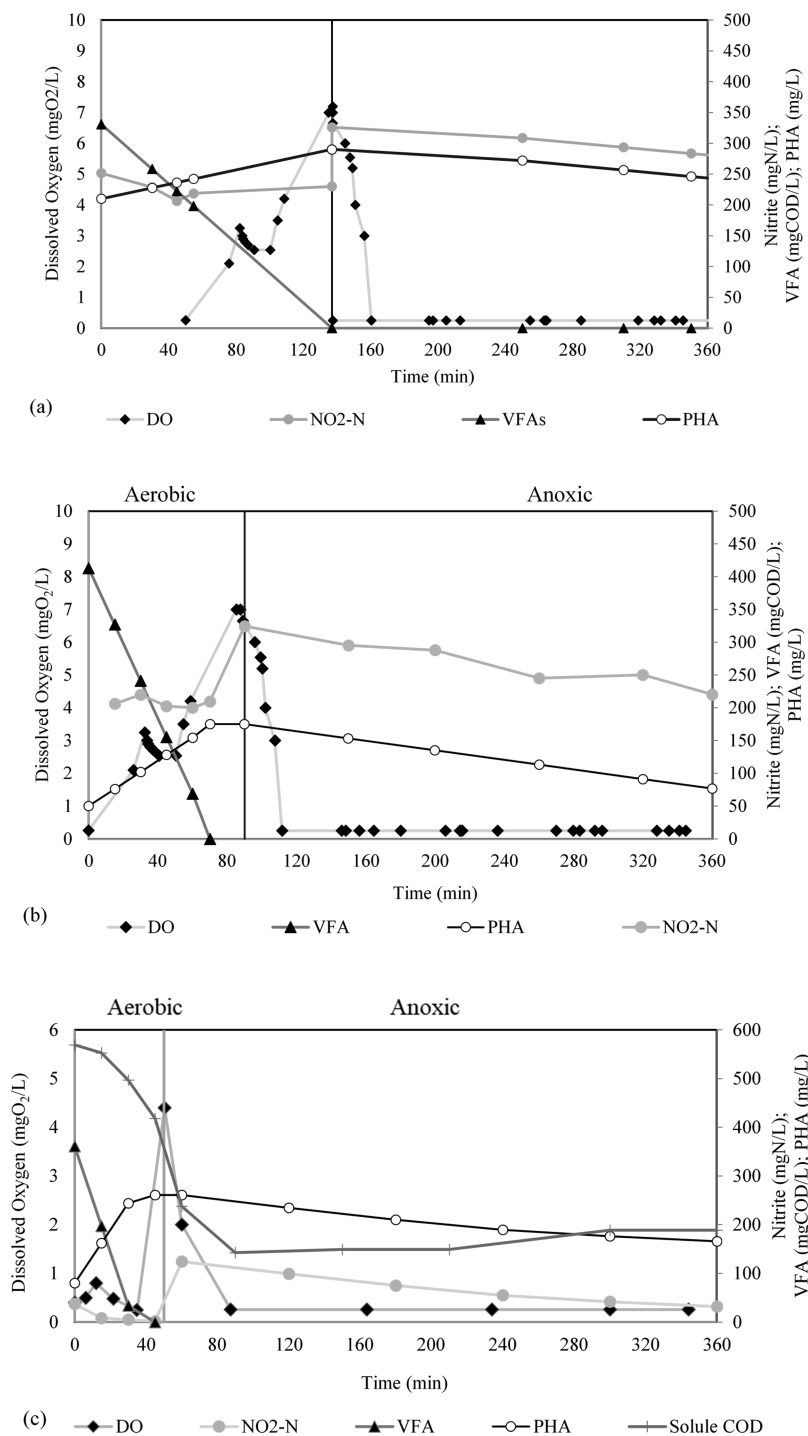 10
9
8
7
6
5
4
3
2
1
0
500
450
400
350
300
250
200
150
100
50
0
Dissolved Oxygen (mgO2/L)
Nitrite (mgN/L);
VFA (mgCOD/L); PHA (mg/L)
0 40 80 120 160 200 240 280 320 360
Time (min)
(a)
DO NO2-N VFAs PHA
Aerobic Anoxic
10
9
8
7
6
5
4
3
2
1
0
500
450
400
350
300
250
200
150
100
50
0
Dissolved Oxygen (mgO₂/L)
Nitrite (mgN/L); VFA (mgCOD/L);
PHA (mg/L)
0 40 80 120 160 200 240 280 320 360
Time (min)
(b)
DO VFA PHA NO2-N
Aerobic Anoxic
6
5
4
3
2
1
0
600
500
400
300
200
100
0
Dissolved Oxygen (mgO₂/L)
Nitrite (mgN/L);
VFA (mgCOD/L); PHA (mg/L)
0 40 80 120 160 200 240 280 320 360
Time (min)
(c)
DO NO2-N VFA PHA Solule COD